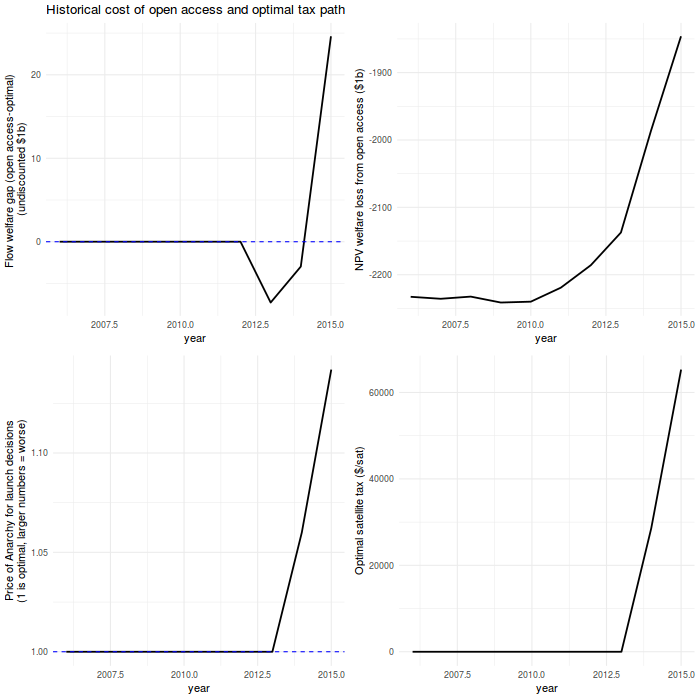 Historical cost of open access and optimal tax path
Flow welfare gap (open access-optimal)
(undiscounted $1b)
20
10
0
2007.5
2010.0
2012.5
2015.0
year
NPV welfare loss from open access ($1b)
-1900
-2000
-2100
-2200
2007.5
2010.0
2012.5
2015.0
year
Price of Anarchy for launch decisions
(1 is optimal, larger numbers = worse)
1.10
1.05
1.00
2007.5
2010.0
2012.5
2015.0
year
Optimal satellite tax ($/sat)
60000
40000
20000
0
2007.5
2010.0
2012.5
2015.0
year